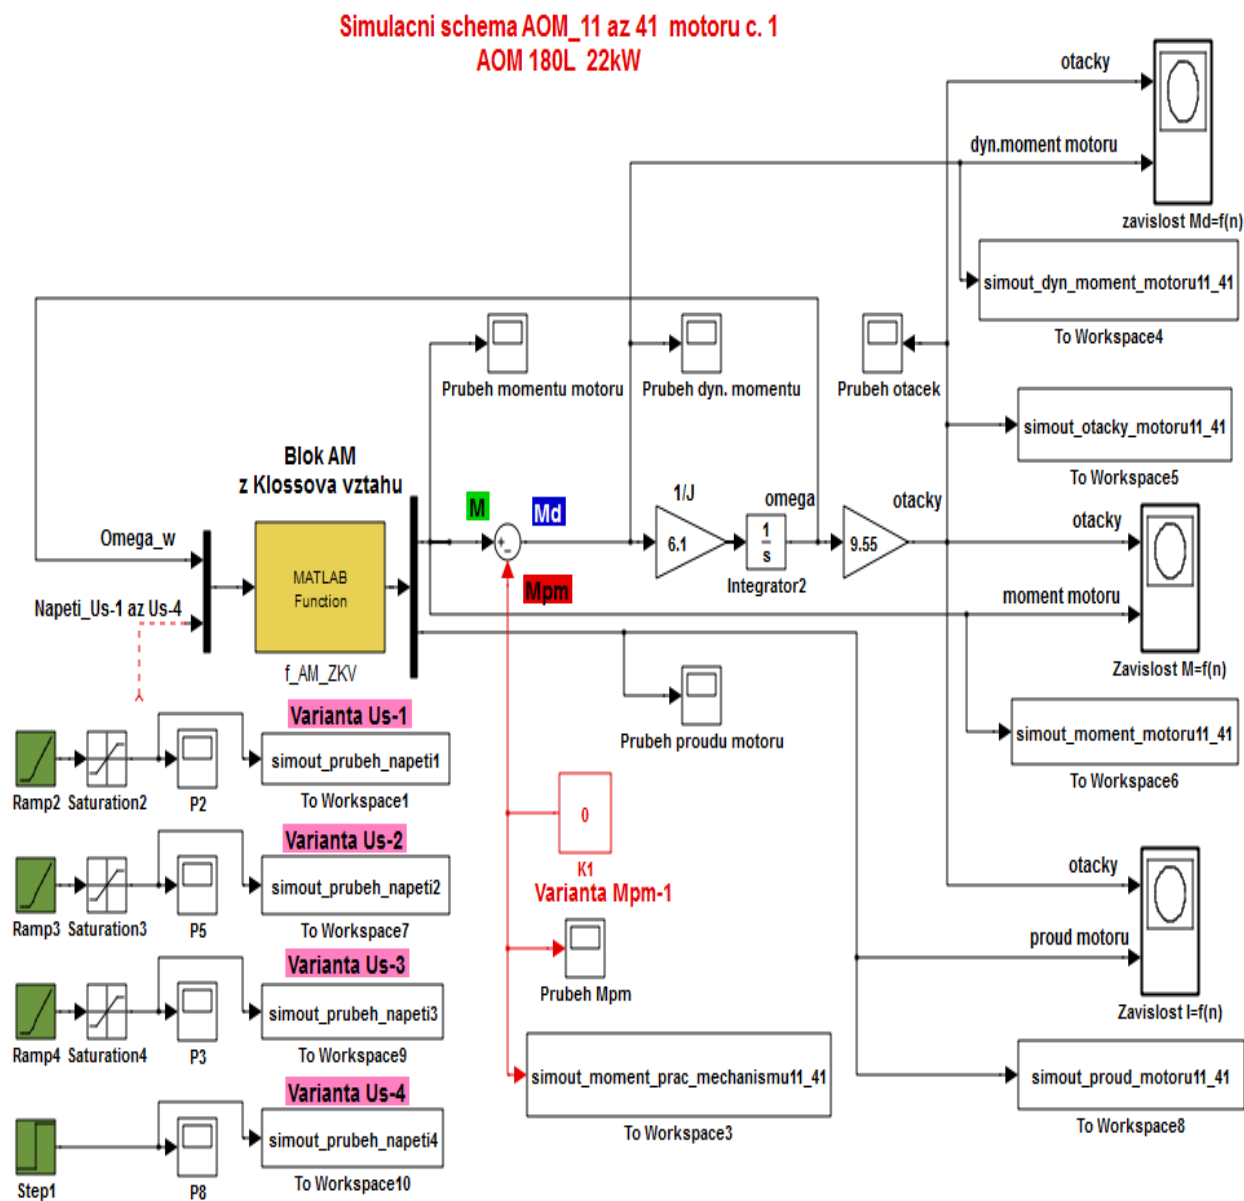 Simulacni schema AOM_11 az 41 motoru c. 1
AOM 180L 22kW
otacky
dyn.moment motoru
zavislost Md=f(n)
simout_dyn_moment_motoru11_41
To Workspace4
Prubeh momentu motoru
Prubeh dyn. momentu
Prubeh otacek
simout_otacky_motoru11_41
To Workspace5
Blok AM
z Klossova vztahu
M
Md
1/J
omega
otacky
otacky
Omega_w
MATLAB
Function
+
−
6.1
1
s
9.55
Integrator2
Mpm
moment motoru
Napeti_Us-1 az Us-4
f_AM_ZKV
Zavislost M=f(n)
Varianta Us-1
simout_prubeh_napeti1
Ramp2
Saturation2
P2
To Workspace1
Prubeh proudu motoru
simout_moment_motoru11_41
To Workspace6
0
K1
Varianta Mpm-1
Varianta Us-2
simout_prubeh_napeti2
Ramp3
Saturation3
P5
To Workspace7
otacky
proud motoru
Zavislost I=f(n)
Prubeh Mpm
Varianta Us-3
simout_prubeh_napeti3
Ramp4
Saturation4
P3
To Workspace9
simout_moment_prac_mechanismu11_41
To Workspace3
simout_proud_motoru11_41
To Workspace8
Varianta Us-4
simout_prubeh_napeti4
Step1
P8
To Workspace10